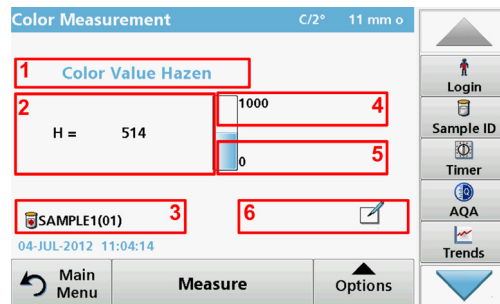 Color Measurement C/2° 11 mm o
1 Color Value Hazen
2 H = 514
1000 4
0 5
SAMPLE1(01) 3
6
04-JUL-2012 11:04:14
Main Menu
Measure
Options
Login
Sample ID
Timer
AQA
Trends